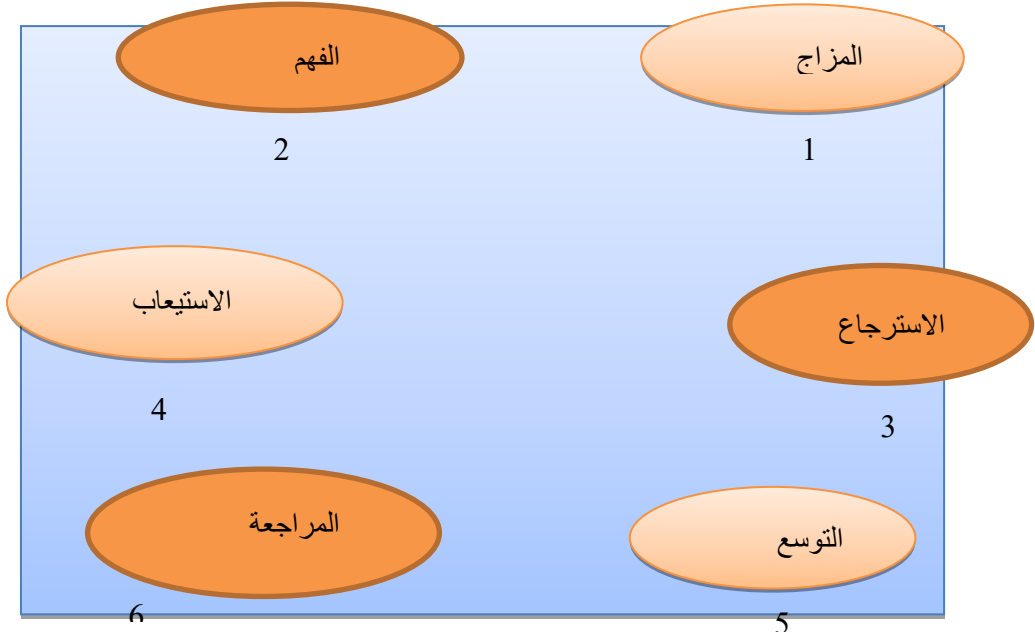 المزاج
1
الفهم
2
الاسترجاع
3
الاستيعاب
4
التوسع
5
المراجعة
6